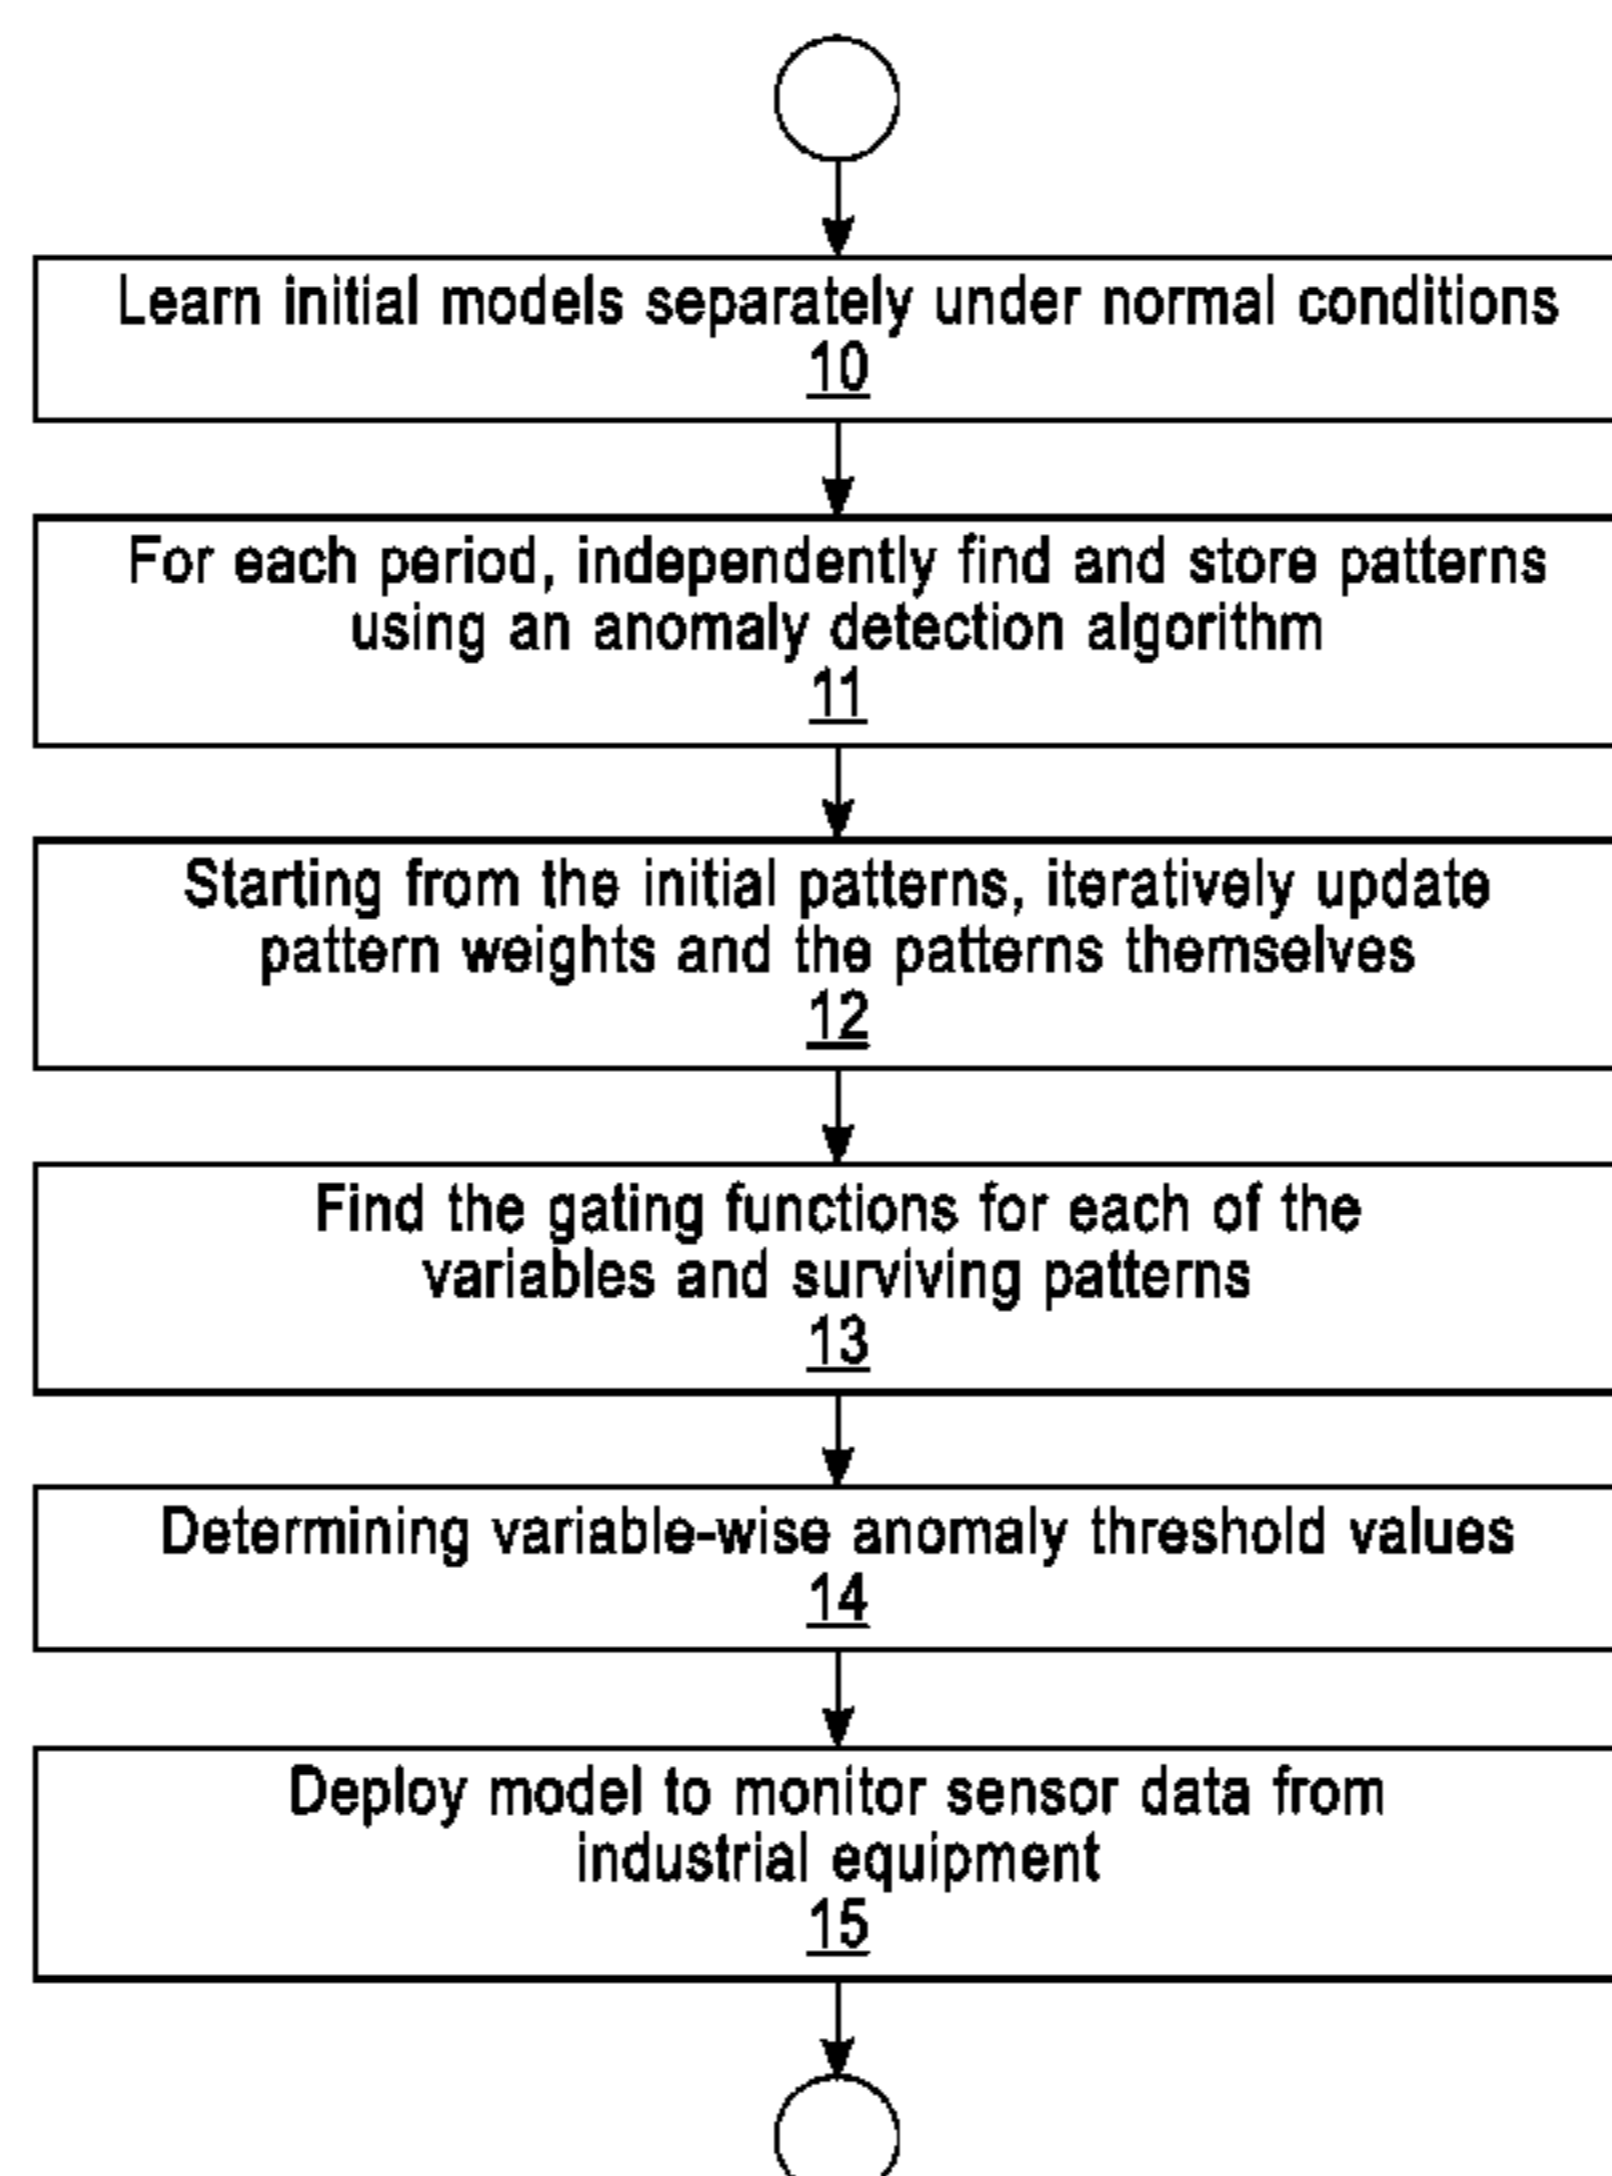 Learn initial models separately under normal conditions
10
For each period, independently find and store patterns
using an anomaly detection algorithm
11
Starting from the initial patterns, iteratively update
pattern weights and the patterns themselves
12
Find the gating functions for each of the
variables and surviving patterns
13
Determining variable-wise anomaly threshold values
14
Deploy model to monitor sensor data from
industrial equipment
15